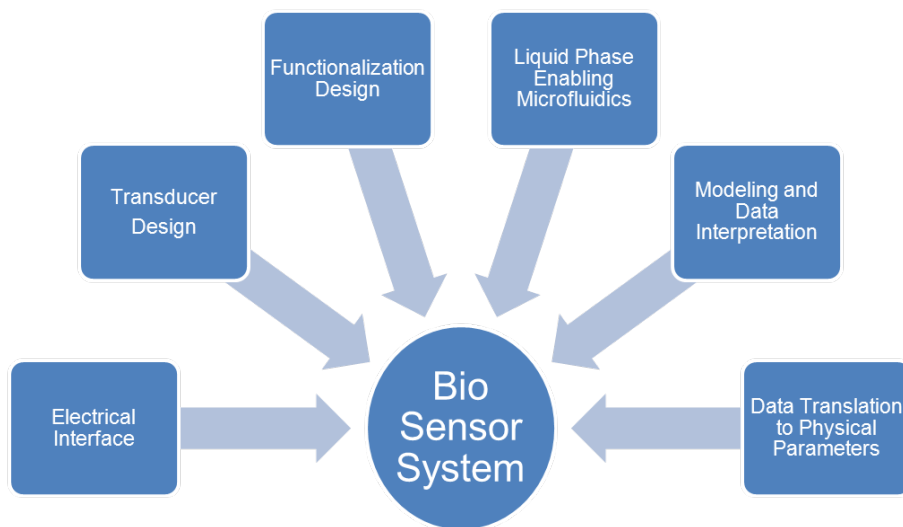 Functionalization
Design
Liquid Phase
Enabling
Microfluidics
Transducer
Design
Modeling and
Data
Interpretation
Electrical
Interface
Bio
Sensor
System
Data Translation
to Physical
Parameters